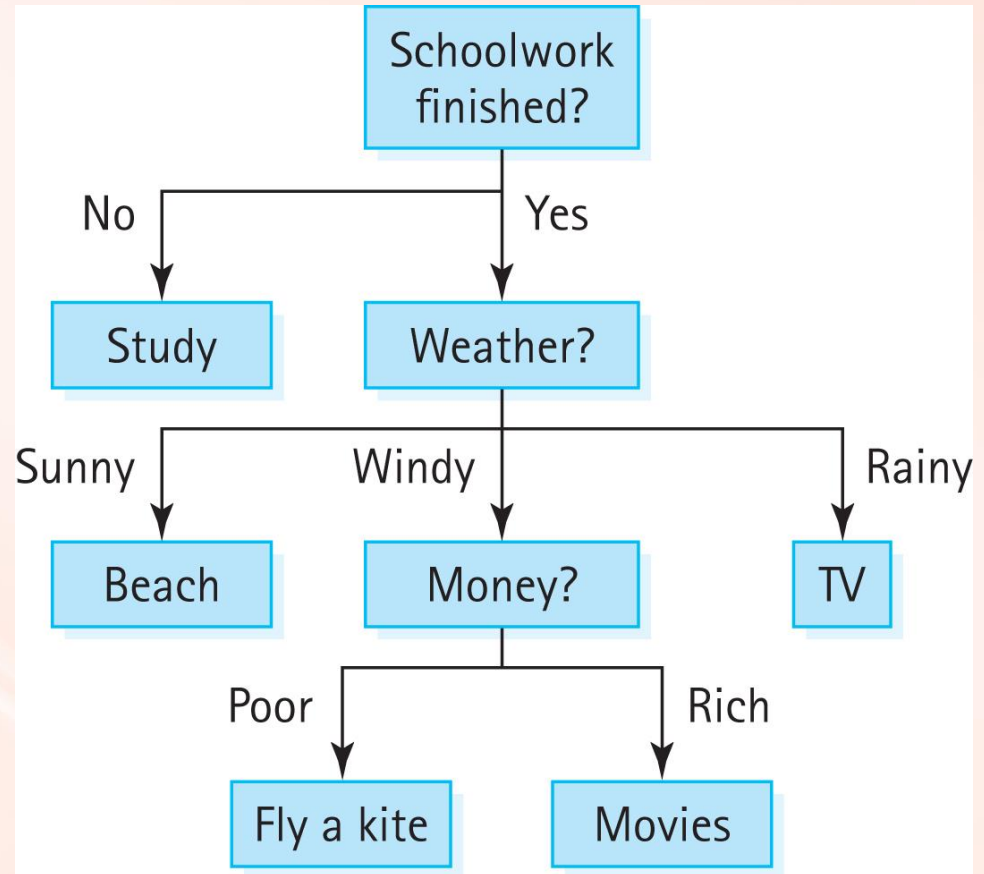 Schoolwork
finished?
No
Yes
Study
Weather?
Sunny
Windy
Rainy
Beach
Money?
TV
Poor
Rich
Fly a kite
Movies